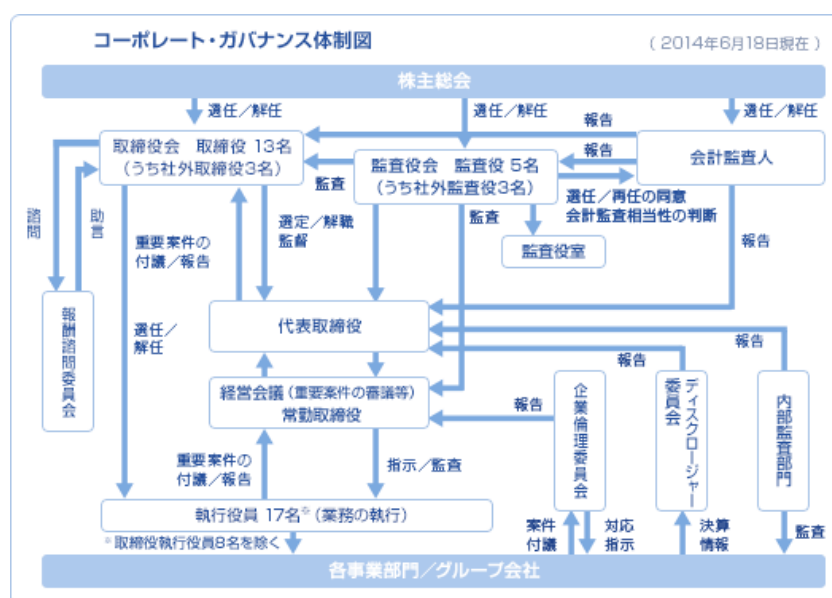 コーポレート・ガバナンス体制図
（2014年6月18日現在）
株主総会
選任／解任
選任／解任
選任／解任
報告
取締役会　取締役 13名
（うち社外取締役3名）
監査
監査役会　監査役 5名
（うち社外監査役3名）
報告
会計監査人
選任／再任の同意
会計監査相当性の判断
諮問
助言
重要案件の
付議／報告
選定／解職
監督
監査
監査役室
報告
報酬諮問委員会
選任／
解任
代表取締役
報告
報告
経営会議（重要案件の審議等）
常勤取締役
報告
企業倫理委員会
ディスクロージャー
委員会
内部監査部門
重要案件の
付議／報告
指示／監査
執行役員 17名※（業務の執行）
※取締役執行役員8名を除く
案件
付議
対応
指示
決算
情報
監査
各事業部門／グループ会社